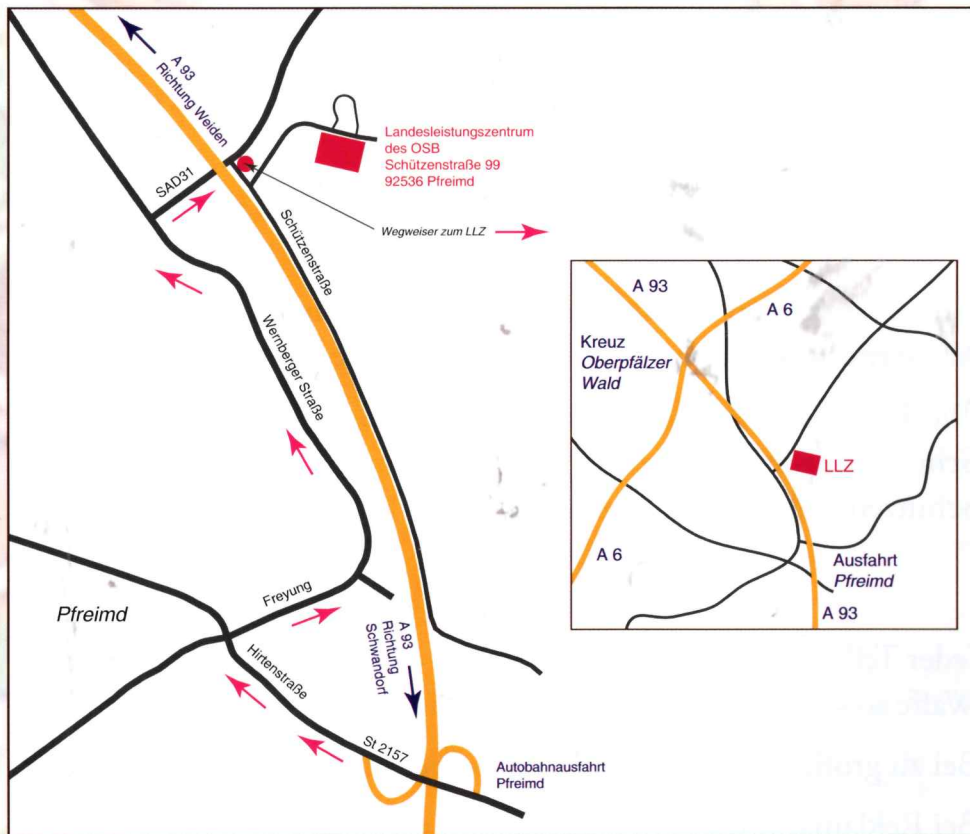 A 93
Richtung Weiden
SAD31
Landesleistungszentrum
des OSB
Schützenstraße 99
92536 Pfreimd
Wegweiser zum LLZ
Schützenstraße
Wernberger Straße
A 93
A 6
Kreuz
Oberpfälzer
Wald
LLZ
A 6
Ausfahrt
Pfreimd
A 93
Freyung
Pfreimd
A 93
Richtung
Schwandorf
Hirtenstraße
St 2157
Autobahnausfahrt
Pfreimd